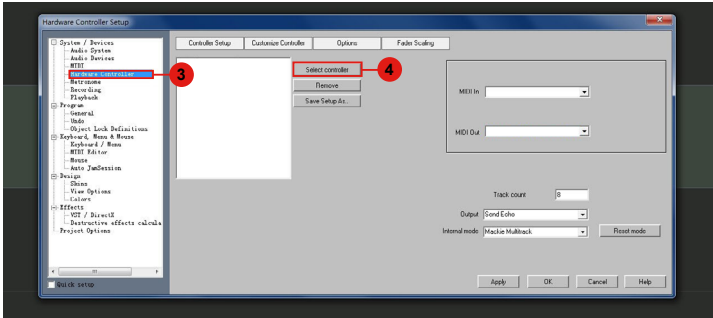 Hardware Controller Setup
System / Devices
Audio System
Audio Devices
MIDI
Hardware Controller
Metronome
Recording
Playback
Program
General
Undo
Object Lock Definitions
Keyboard, Menu & Mouse
Keyboard / Menu
MIDI Editor
Mouse
Auto JamSession
Design
Skins
View Options
Colors
Effects
VST / DirectX
Destructive effects calcula
Project Options
Quick setup
3
Controller Setup
Customize Controller
Options
Fader Scaling
Select controller
4
Remove
Save Setup As..
MIDI In
MIDI Out
Track count 8
Output Send Echo
Internal mode Mackie Multitrack Reset mode
Apply OK Cancel Help